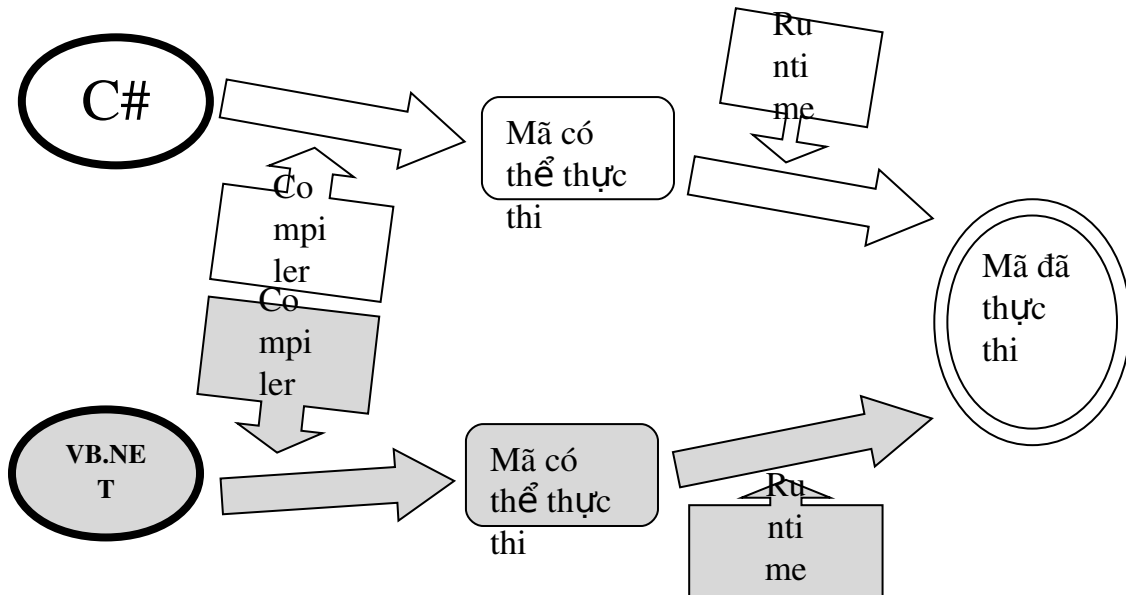 C#
Mã có
thể thực
thi
Ru
nti
me
Co
mpi
ler
Co
mpi
ler
Mã đã
thực
thi
VB.NE
T
Mã có
thể thực
thi
Ru
nti
me